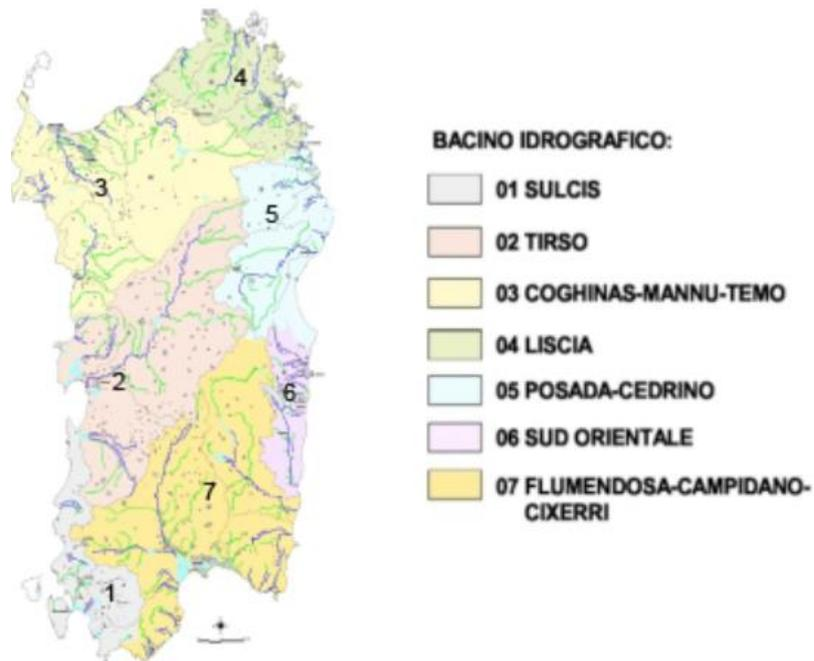 4
3
5
2
6
7
1
BACINO IDROGRAFICO:
01 SULCIS
02 TIRSO
03 COGHINAS-MANNU-TEMO
04 LISCIA
05 POSADA-CEDRINO
06 SUD ORIENTALE
07 FLUMENDOSA-CAMPIDANO-
CIXERRI